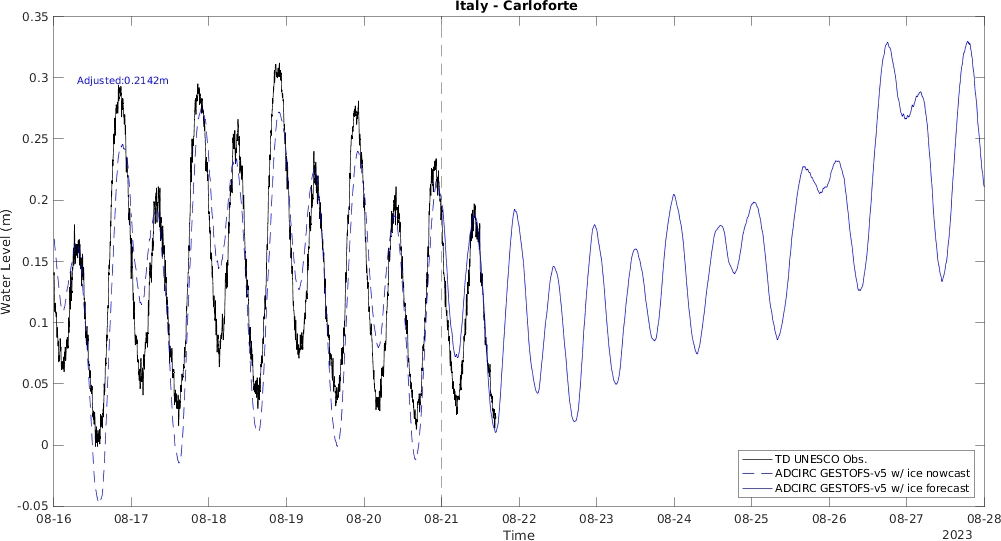 Italy - Carloforte
0.35
0.3
0.25
0.2
0.15
0.1
0.05
0
-0.05
Water Level (m)
Adjusted:0.2142m
TD UNESCO Obs.
ADCIRC GESTOFS-v5 w/ ice nowcast
ADCIRC GESTOFS-v5 w/ ice forecast
08-16 08-17 08-18 08-19 08-20 08-21 08-22 08-23 08-24 08-25 08-26 08-27 08-28
Time
2023